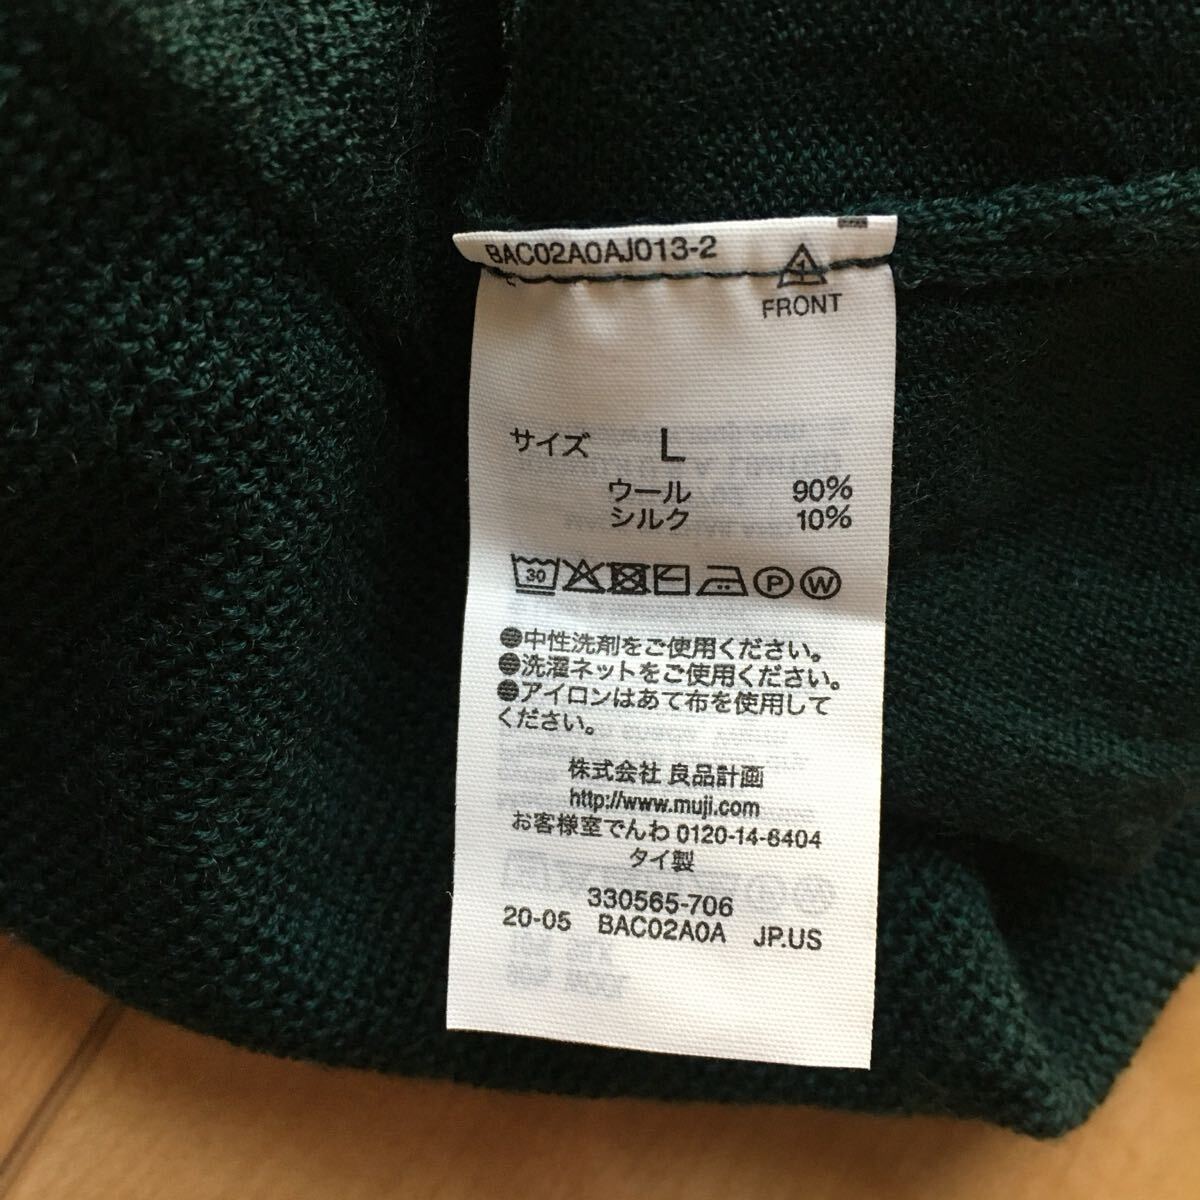 BAC02A0AJ013-2
1
FRONT
サイズ L
ウール 90%
シルク 10%
30 P W
●中性洗剤をご使用ください。
●洗濯ネットをご使用ください。
●アイロンはあて布を使用して
ください。
株式会社 良品計画
http://www.muji.com
お客様室でんわ 0120-14-6404
タイ製
330565-706
20-05 BAC02A0A JP.US